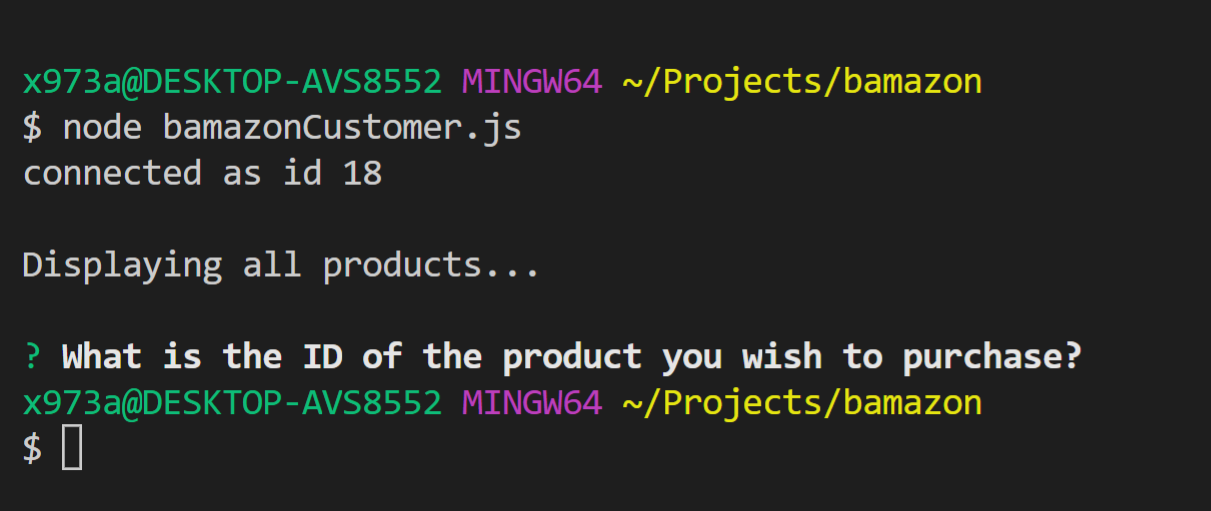 x973a@DESKTOP-AVS8552 MINGW64 ~/Projects/bamazon
$ node bamazonCustomer.js
connected as id 18
Displaying all products...
? What is the ID of the product you wish to purchase?
x973a@DESKTOP-AVS8552 MINGW64 ~/Projects/bamazon
$